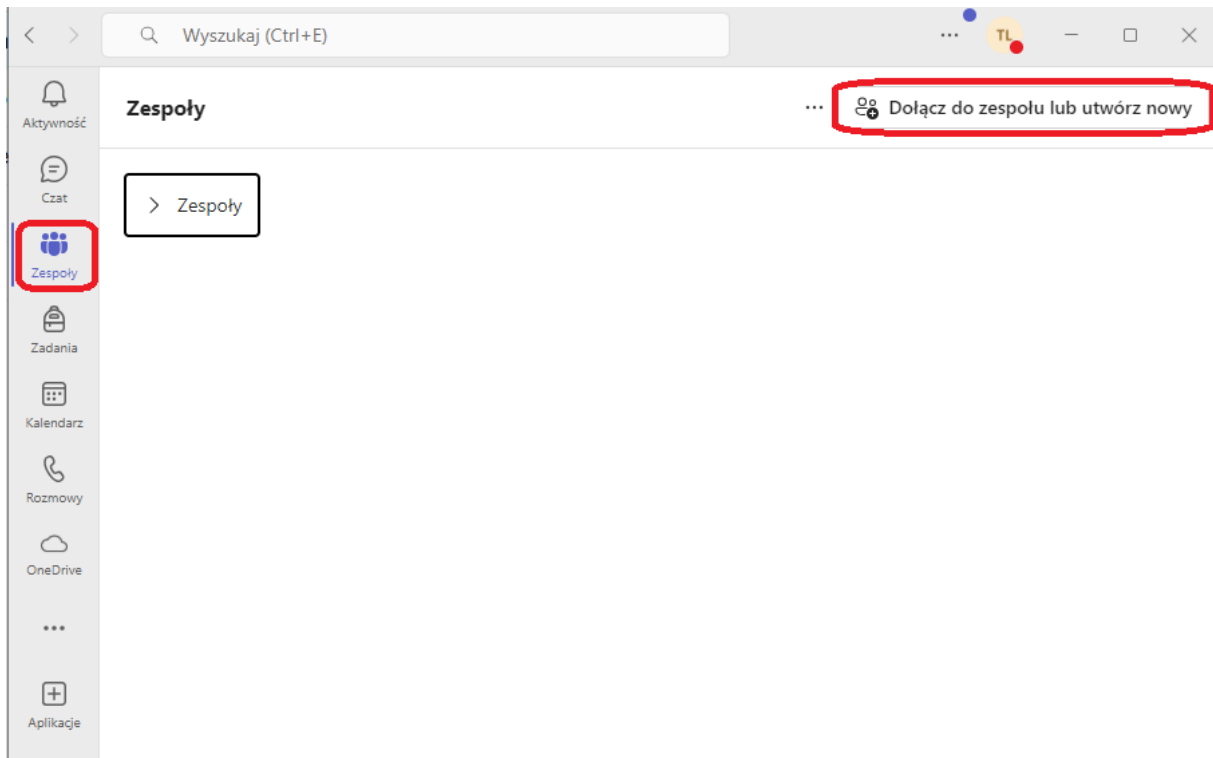 Wyszukaj (Ctrl+E)
TL
Aktywność
Czat
Zespoły
Zadania
Kalendarz
Rozmowy
OneDrive
Aplikacje
Zespoły
Dołącz do zespołu lub utwórz nowy
Zespoły